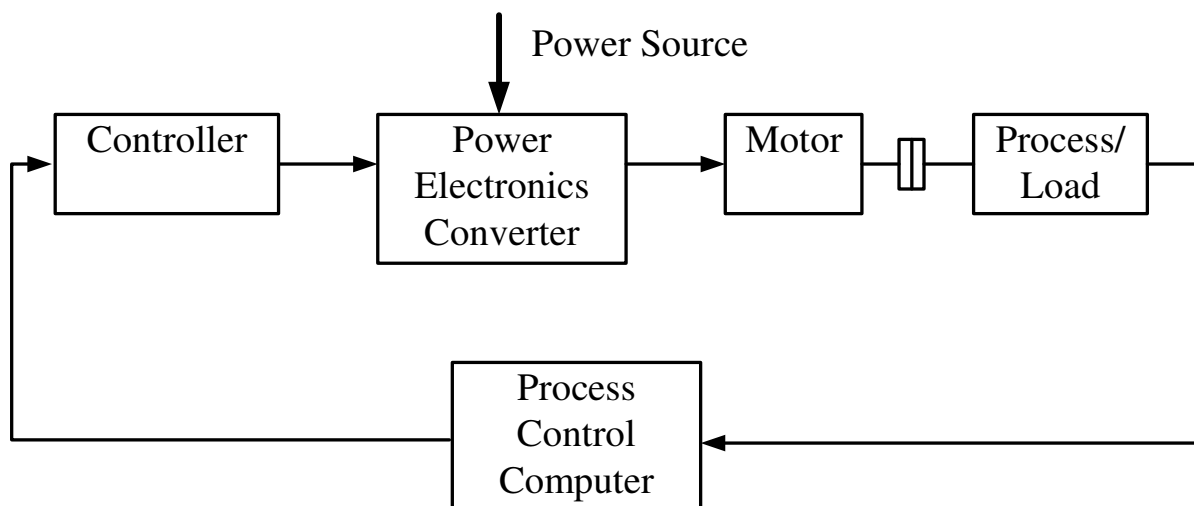 Power Source
Controller
Power
Electronics
Converter
Motor
Process/
Load
Process
Control
Computer